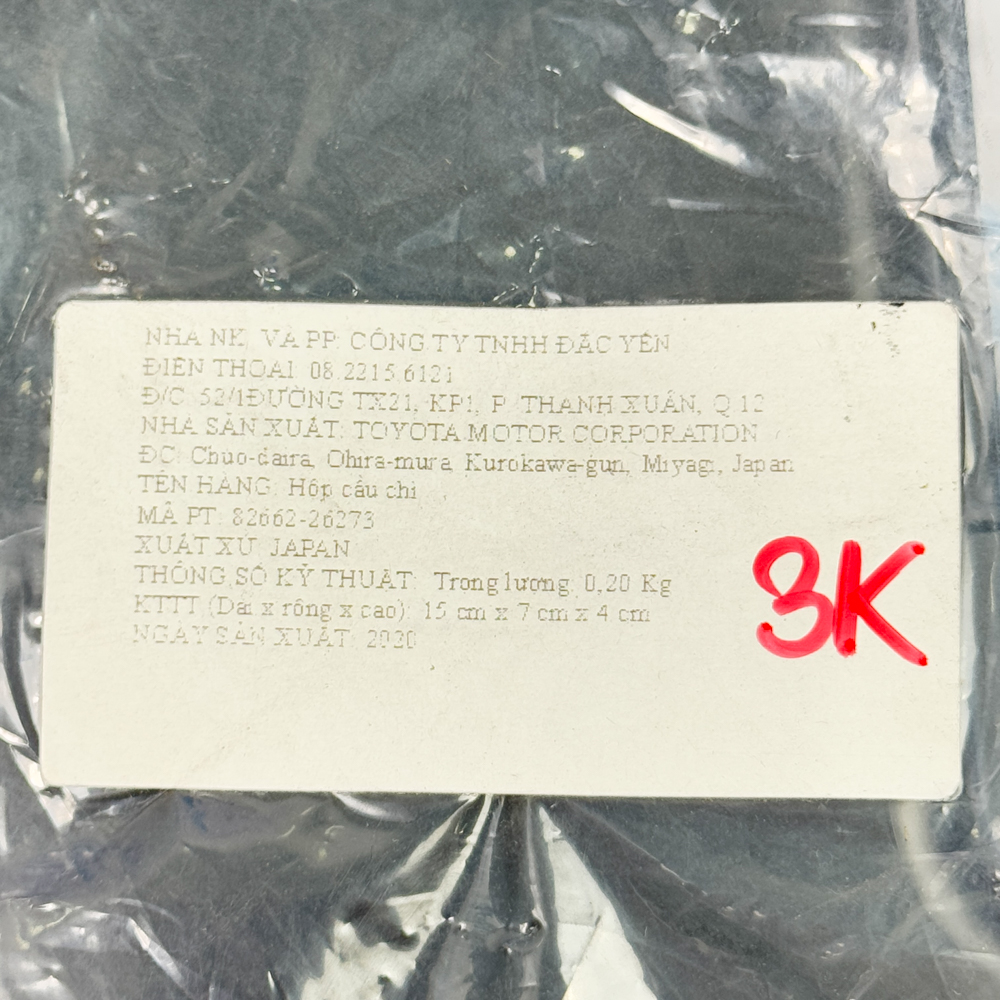 NHÀ NK VÀ PP: CÔNG TY TNHH ĐẮC YÊN
ĐIỆN THOẠI: 08.2215.6121
Đ/C: 52/1ĐƯỜNG TX21, KP1, P. THẠNH XUÂN, Q.12
NHÀ SẢN XUẤT: TOYOTA MOTOR CORPORATION
ĐC: Chuo-daira, Ohira-mura, Kurokawa-gun, Miyagi, Japan
TÊN HÀNG: Hộp cầu chì
MÃ PT: 82662-26273
XUẤT XỨ: JAPAN
THÔNG SỐ KỸ THUẬT: Trọng lượng: 0,20 Kg
KTTT (Dài x rộng x cao): 15 cm x 7 cm x 4 cm
NGÀY SẢN XUẤT: 2020
3K